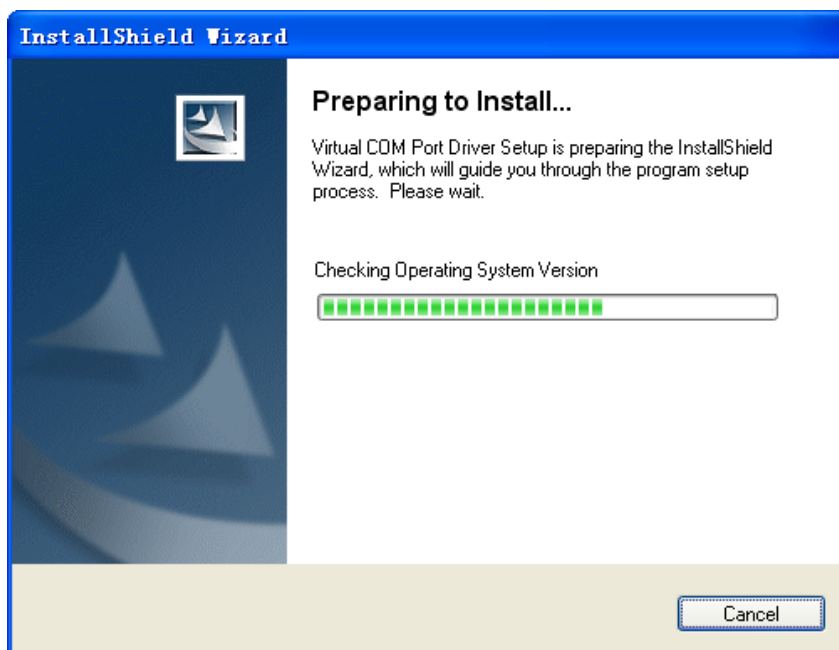 InstallShield Wizard
Preparing to Install...
Virtual COM Port Driver Setup is preparing the InstallShield
Wizard, which will guide you through the program setup
process.  Please wait.
Checking Operating System Version
Cancel